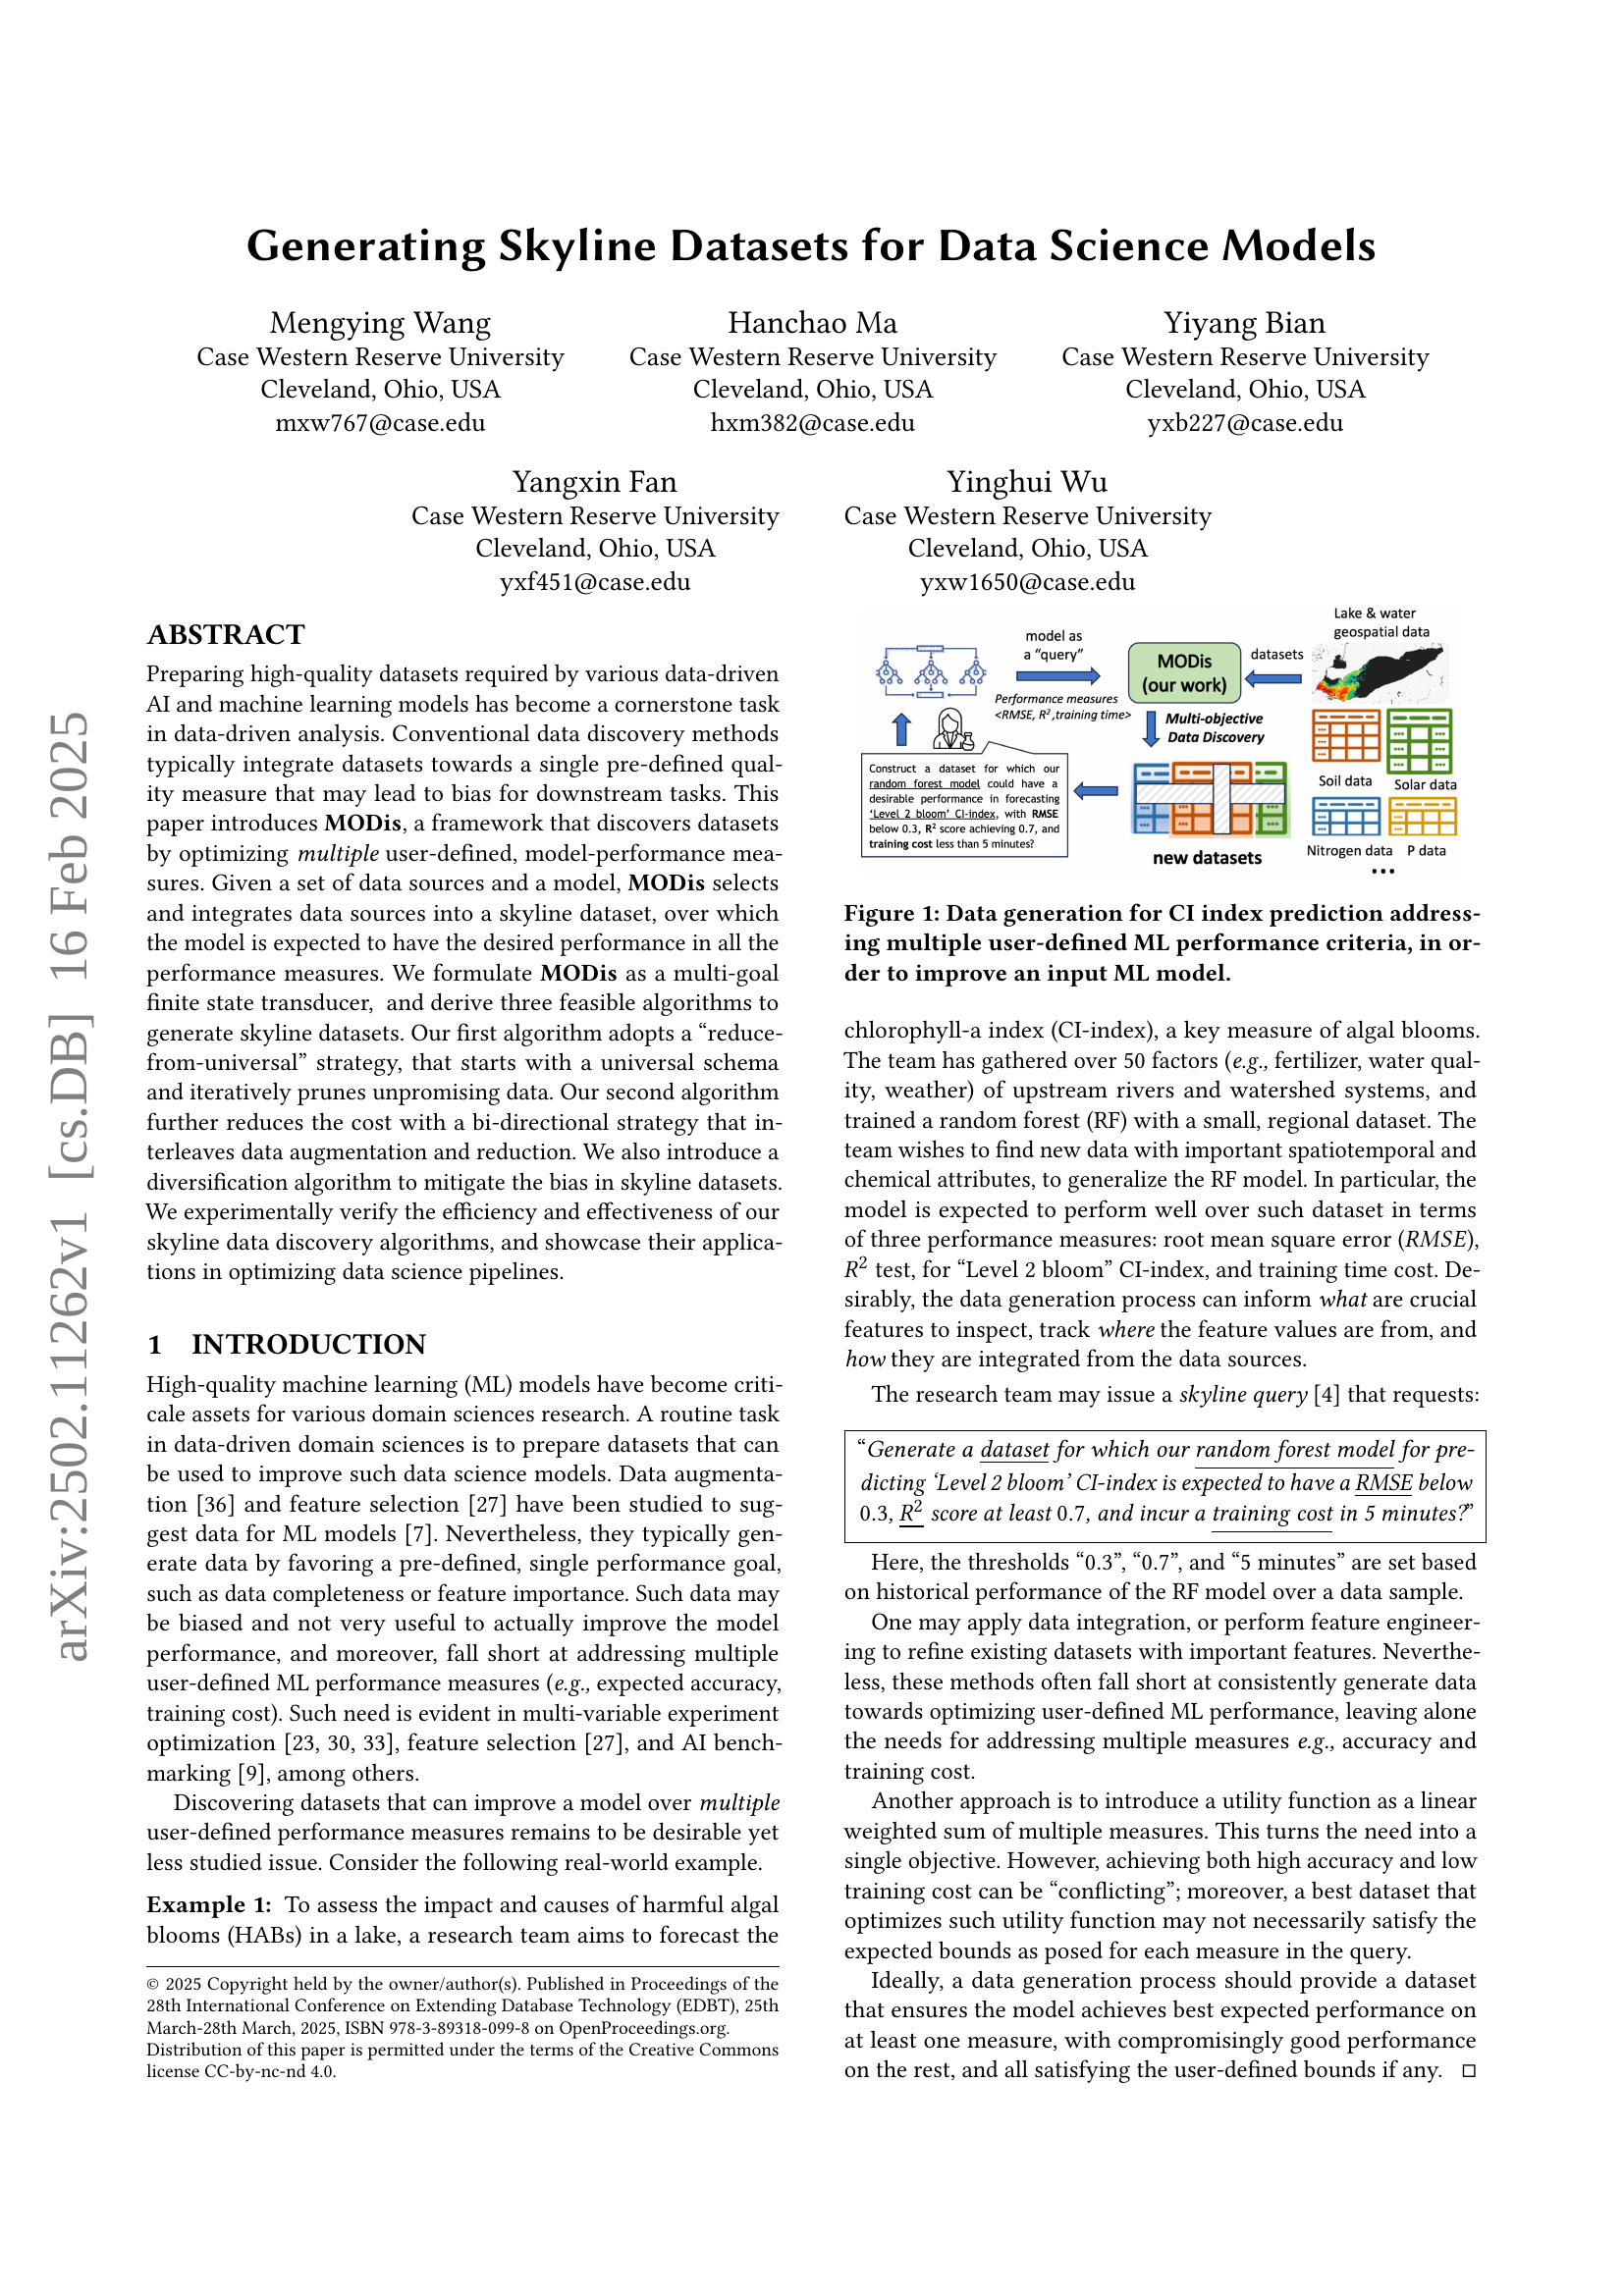 Generating Skyline Datasets for Data Science Models
Mengying Wang
Case Western Reserve University
Cleveland, Ohio, USA
mxw767@case.edu
Hanchao Ma
Case Western Reserve University
Cleveland, Ohio, USA
hxm382@case.edu
Yiyang Bian
Case Western Reserve University
Cleveland, Ohio, USA
yxb227@case.edu
Yangxin Fan
Case Western Reserve University
Cleveland, Ohio, USA
yxf451@case.edu
Yinghui Wu
Case Western Reserve University
Cleveland, Ohio, USA
yxw1650@case.edu
arXiv:2502.11262v1 [cs.DB] 16 Feb 2025
ABSTRACT
Preparing high-quality datasets required by various data-driven
AI and machine learning models has become a cornerstone task
in data-driven analysis. Conventional data discovery methods
typically integrate datasets towards a single pre-defined qual-
ity measure that may lead to bias for downstream tasks. This
paper introduces MODis, a framework that discovers datasets
by optimizing multiple user-defined, model-performance mea-
sures. Given a set of data sources and a model, MODis selects
and integrates data sources into a skyline dataset, over which
the model is expected to have the desired performance in all the
performance measures. We formulate MODis as a multi-goal
finite state transducer, and derive three feasible algorithms to
generate skyline datasets. Our first algorithm adopts a “reduce-
from-universal” strategy, that starts with a universal schema
and iteratively prunes unpromising data. Our second algorithm
further reduces the cost with a bi-directional strategy that in-
terleaves data augmentation and reduction. We also introduce a
diversification algorithm to mitigate the bias in skyline datasets.
We experimentally verify the efficiency and effectiveness of our
skyline data discovery algorithms, and showcase their applica-
tions in optimizing data science pipelines.
1 INTRODUCTION
High-quality machine learning (ML) models have become criti-
cale assets for various domain sciences research. A routine task
in data-driven domain sciences is to prepare datasets that can
be used to improve such data science models. Data augmenta-
tion [36] and feature selection [27] have been studied to sug-
gest data for ML models [7]. Nevertheless, they typically gen-
erate data by favoring a pre-defined, single performance goal,
such as data completeness or feature importance. Such data may
be biased and not very useful to actually improve the model
performance, and moreover, fall short at addressing multiple
user-defined ML performance measures (e.g., expected accuracy,
training cost). Such need is evident in multi-variable experiment
optimization [23, 30, 33], feature selection [27], and AI bench-
marking [9], among others.
Discovering datasets that can improve a model over multiple
user-defined performance measures remains to be desirable yet
less studied issue. Consider the following real-world example.
Example 1: To assess the impact and causes of harmful algal
blooms (HABs) in a lake, a research team aims to forecast the
© 2025 Copyright held by the owner/author(s). Published in Proceedings of the
28th International Conference on Extending Database Technology (EDBT), 25th
March-28th March, 2025, ISBN 978-3-89318-099-8 on OpenProceedings.org.
Distribution of this paper is permitted under the terms of the Creative Commons
license CC-by-nc-nd 4.0.
model as
a “query”
Performance measures
<RMSE, R²,training time>
MODis
(our work)
datasets
Lake & water
geospatial data
Multi-objective
Data Discovery
Construct a dataset for which our
random forest model could have a
desirable performance in forecasting
‘Level 2 bloom’ CI-index, with RMSE
below 0.3, R² score achieving 0.7, and
training cost less than 5 minutes?
new datasets
Soil data
Solar data
Nitrogen data
P data
...
Figure 1: Data generation for CI index prediction address-
ing multiple user-defined ML performance criteria, in or-
der to improve an input ML model.
chlorophyll-a index (CI-index), a key measure of algal blooms.
The team has gathered over 50 factors (e.g., fertilizer, water qual-
ity, weather) of upstream rivers and watershed systems, and
trained a random forest (RF) with a small, regional dataset. The
team wishes to find new data with important spatiotemporal and
chemical attributes, to generalize the RF model. In particular, the
model is expected to perform well over such dataset in terms
of three performance measures: root mean square error (RMSE),
R² test, for “Level 2 bloom” CI-index, and training time cost. De-
sirably, the data generation process can inform what are crucial
features to inspect, track where the feature values are from, and
how they are integrated from the data sources.
The research team may issue a skyline query [4] that requests:
“Generate a dataset for which our random forest model for pre-
dicting ‘Level 2 bloom’ CI-index is expected to have a RMSE below
0.3, R² score at least 0.7, and incur a training cost in 5 minutes?”
Here, the thresholds “0.3”, “0.7”, and “5 minutes” are set based
on historical performance of the RF model over a data sample.
One may apply data integration, or perform feature engineer-
ing to refine existing datasets with important features. Neverthe-
less, these methods often fall short at consistently generate data
towards optimizing user-defined ML performance, leaving alone
the needs for addressing multiple measures e.g., accuracy and
training cost.
Another approach is to introduce a utility function as a linear
weighted sum of multiple measures. This turns the need into a
single objective. However, achieving both high accuracy and low
training cost can be “conflicting”; moreover, a best dataset that
optimizes such utility function may not necessarily satisfy the
expected bounds as posed for each measure in the query.
Ideally, a data generation process should provide a dataset
that ensures the model achieves best expected performance on
at least one measure, with compromisingly good performance
on the rest, and all satisfying the user-defined bounds if any. □